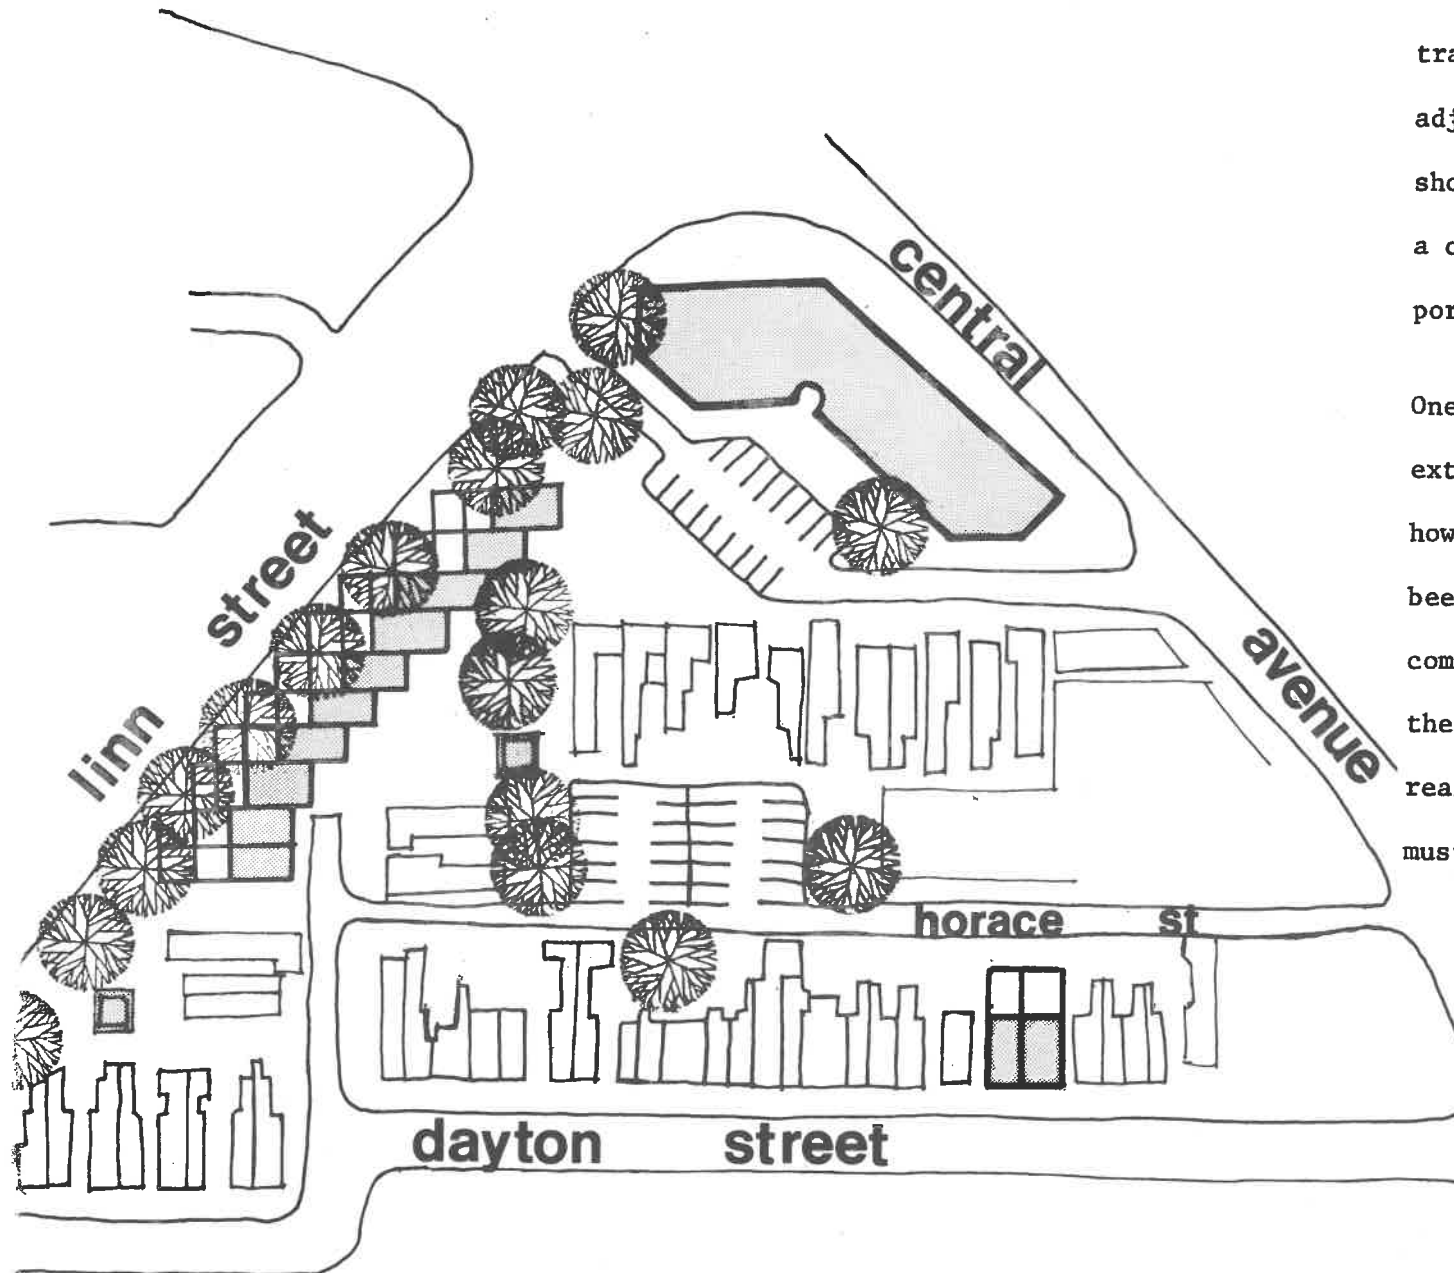 central
avenue
linn street
horace st
dayton street
tra
adj
sho
a c
por
One
ext
how
bee
com
the
rea
mus